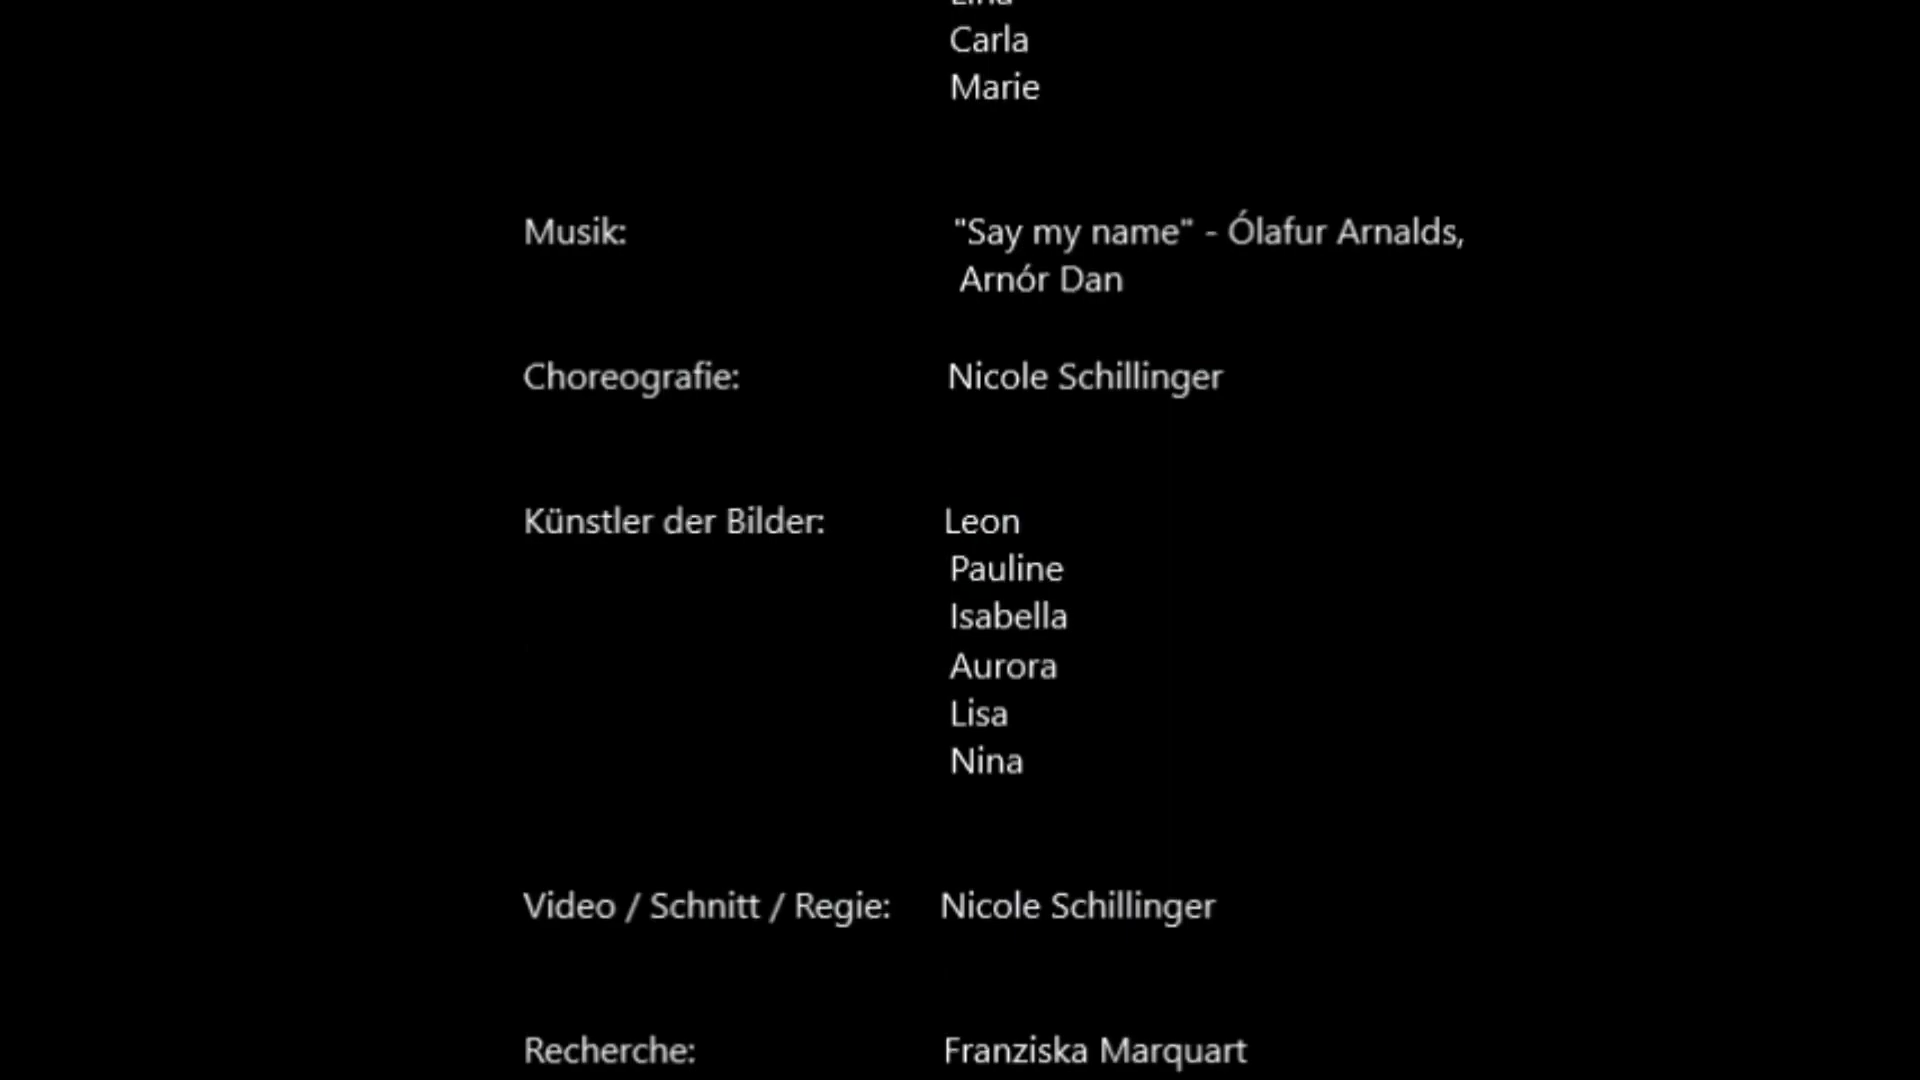 Carla
Marie
Musik: "Say my name" - Ólafur Arnalds,
Arnór Dan
Choreografie: Nicole Schillinger
Künstler der Bilder: Leon
Pauline
Isabella
Aurora
Lisa
Nina
Video / Schnitt / Regie: Nicole Schillinger
Recherche: Franziska Marquart